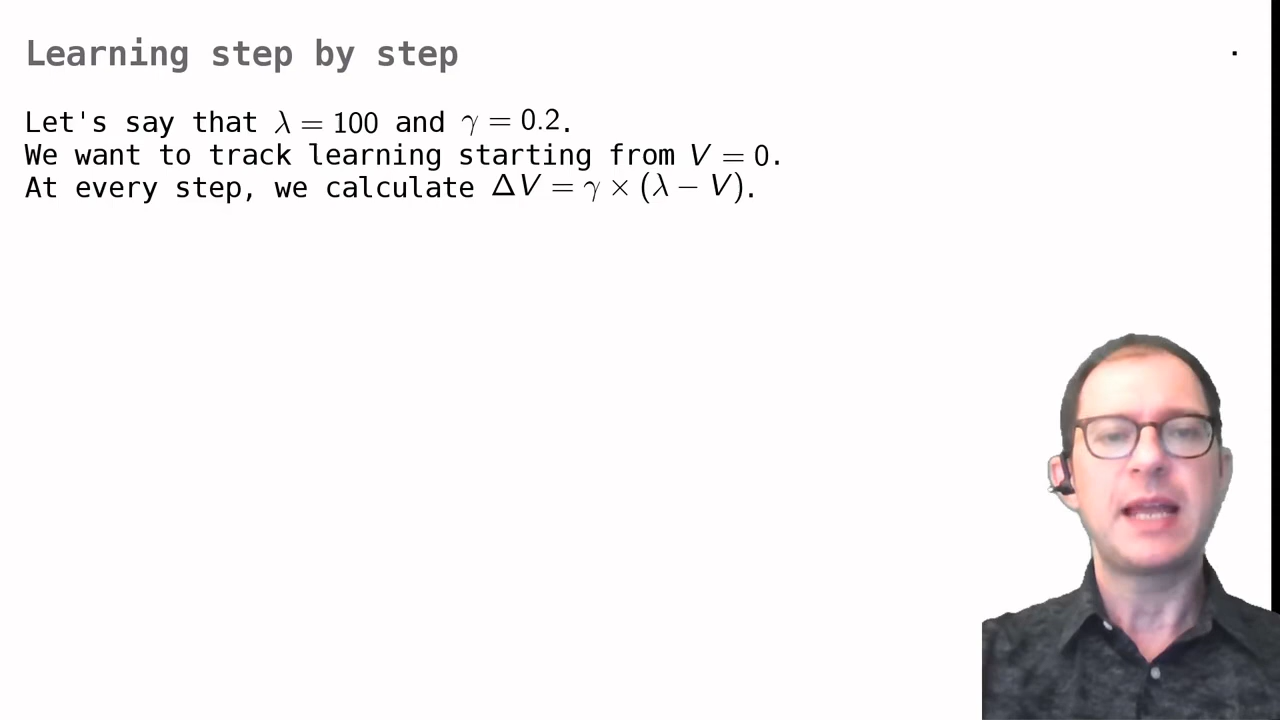 Learning step by step
Let's say that λ = 100 and γ = 0.2.
We want to track learning starting from V = 0.
At every step, we calculate ΔV = γ × (λ − V).